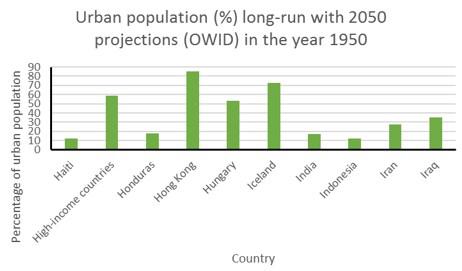 Urban population (%) long-run with 2050
projections (OWID) in the year 1950
Percentage of urban population
90
80
70
60
50
40
30
20
10
0
Haiti
High-income countries
Honduras
Hong Kong
Hungary
Iceland
India
Indonesia
Iran
Iraq
Country